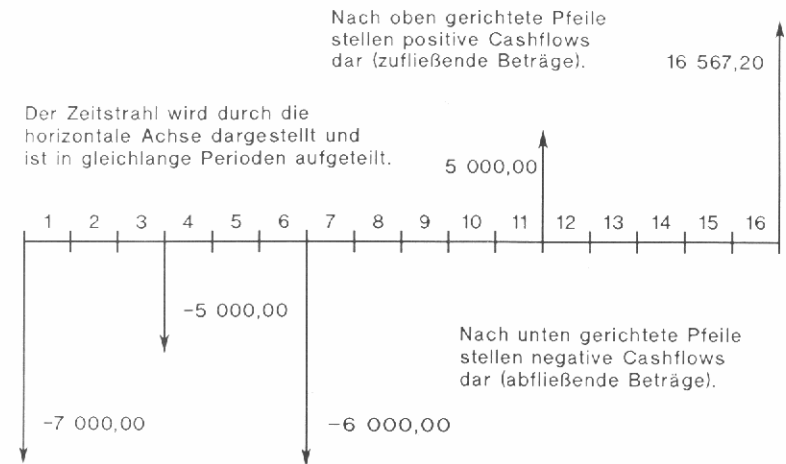 Nach oben gerichtete Pfeile
stellen positive Cashflows
dar (zufließende Beträge).
16 567,20
Der Zeitstrahl wird durch die
horizontale Achse dargestellt und
ist in gleichlange Perioden aufgeteilt.
5 000,00
1 2 3 4 5 6 7 8 9 10 11 12 13 14 15 16
-5 000,00
Nach unten gerichtete Pfeile
stellen negative Cashflows
dar (abfließende Beträge).
-7 000,00
-6 000,00